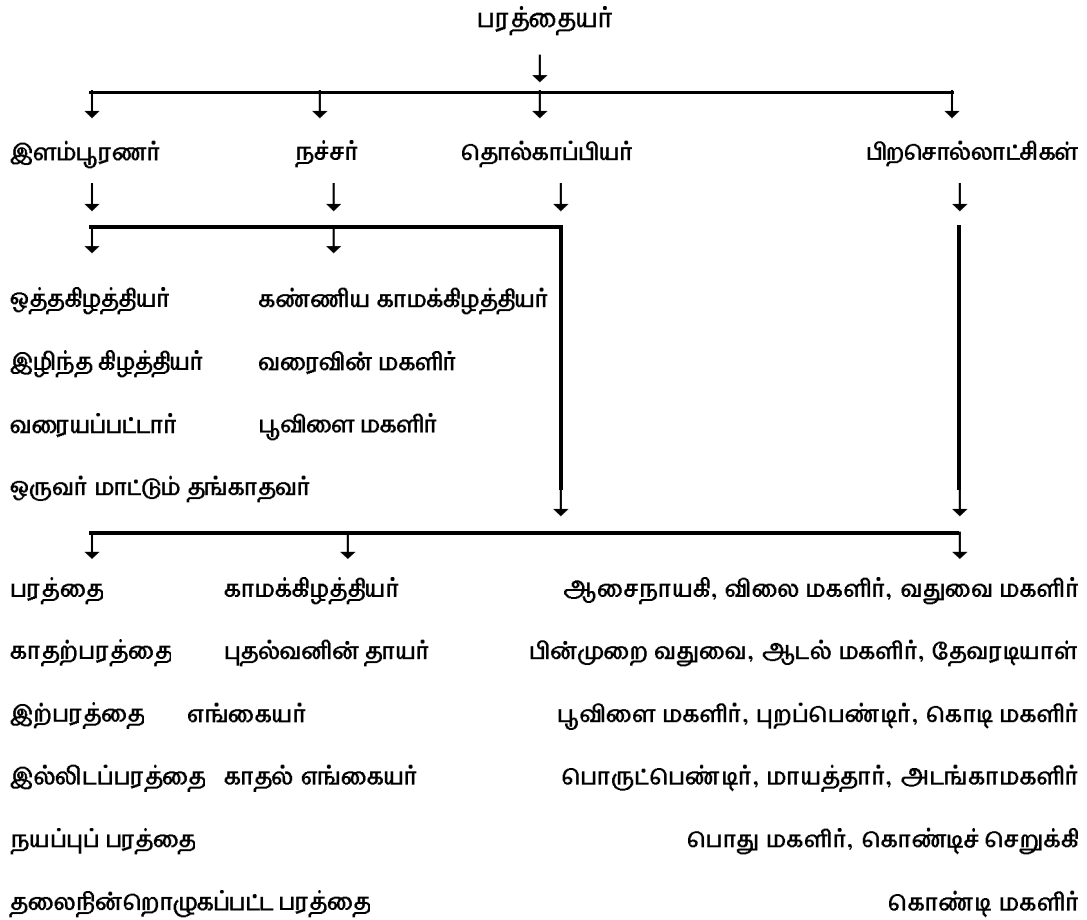 பரத்தையர்
இளம்பூரணர் நச்சர் தொல்காப்பியர் பிறசொல்லாட்சிகள்
ஒத்தகிழத்தியர் கண்ணிய காமக்கிழத்தியர்
இழிந்த கிழத்தியர் வரைவின் மகளிர்
வரையப்பட்டார் பூவிளை மகளிர்
ஒருவர் மாட்டும் தங்காதவர்
பரத்தை காமக்கிழத்தியர் ஆசைநாயகி, விலை மகளிர், வதுவை மகளிர்
காதற்பரத்தை புதல்வனின் தாயர் பின்முறை வதுவை, ஆடல் மகளிர், தேவரடியாள்
இற்பரத்தை எங்கையர் பூவிளை மகளிர், புறப்பெண்டிர், கொடி மகளிர்
இல்லிடப்பரத்தை காதல் எங்கையர் பொருட்பெண்டிர், மாயத்தார், அடங்காமகளிர்
நயப்புப் பரத்தை பொது மகளிர், கொண்டிச் செறுக்கி
தலைநின்றொழுகப்பட்ட பரத்தை கொண்டி மகளிர்